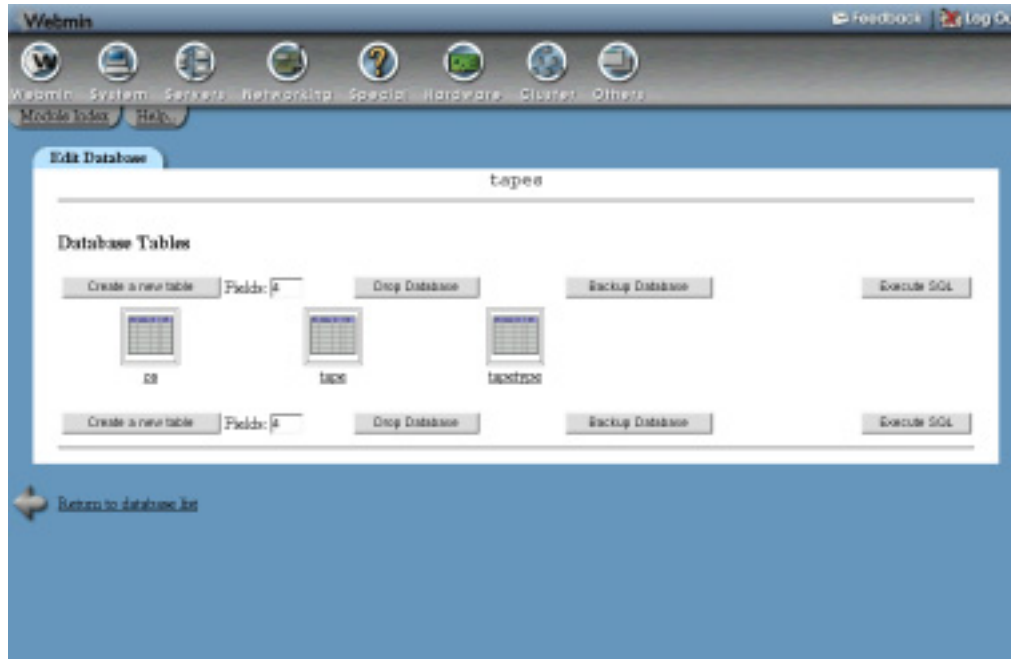 Webmin
Feedback Log Ou
Webmin System Servers Networking Special Hardware Cluster Others
Module Index Help..
Edit Database
tapes
Database Tables
Create a new table Fields: 4 Drop Database Backup Database Execute SQL
tape tapetype
Create a new table Fields: 4 Drop Database Backup Database Execute SQL
Return to database list